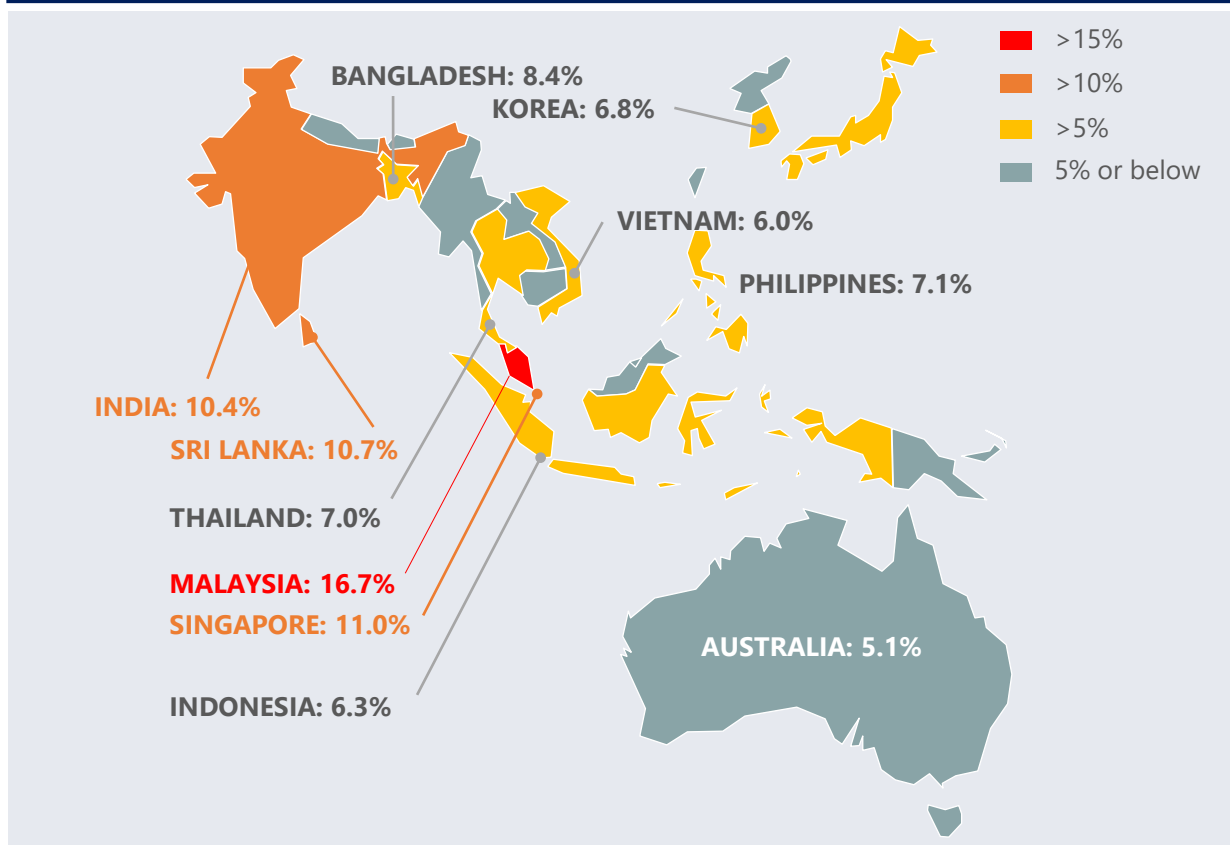 >15%
>10%
>5%
5% or below
BANGLADESH: 8.4%
KOREA: 6.8%
VIETNAM: 6.0%
PHILIPPINES: 7.1%
INDIA: 10.4%
SRI LANKA: 10.7%
THAILAND: 7.0%
MALAYSIA: 16.7%
SINGAPORE: 11.0%
AUSTRALIA: 5.1%
INDONESIA: 6.3%